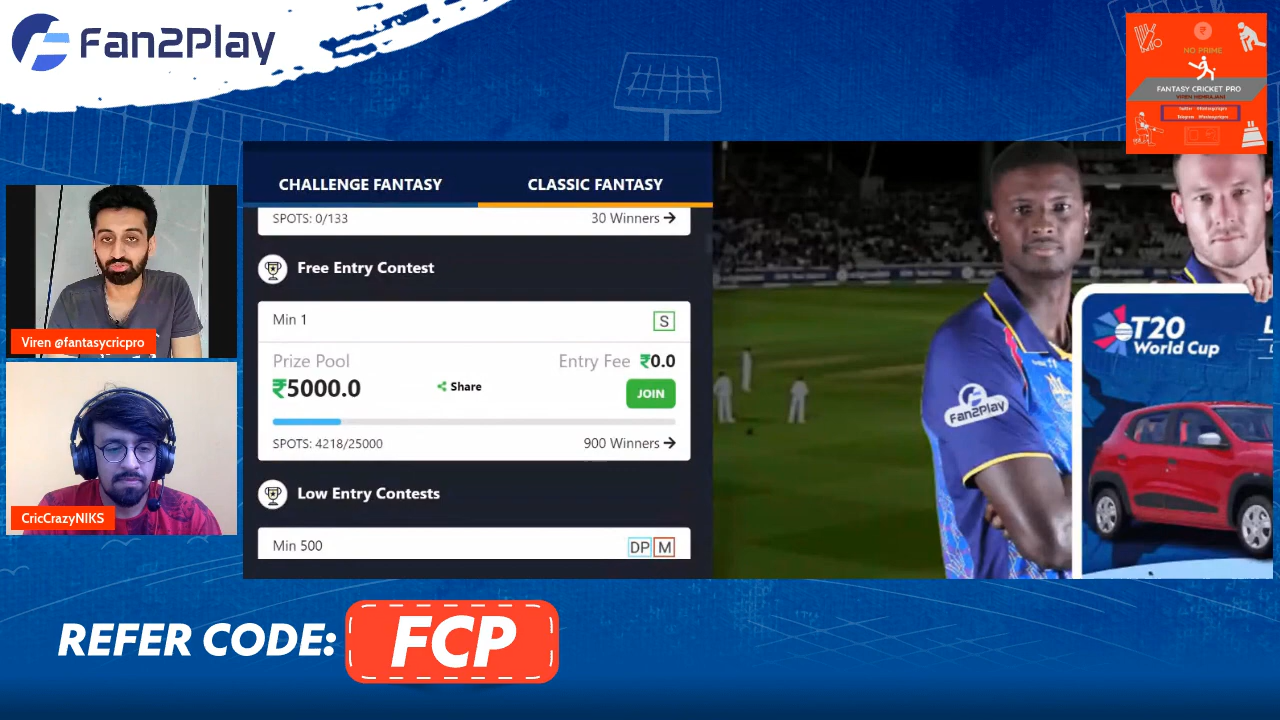 Fan2Play
NO PRIME
FANTASY CRICKET PRO
VIREN HEMRAJANI
CHALLENGE FANTASY
CLASSIC FANTASY
SPOTS: 0/133
30 Winners →
Free Entry Contest
Min 1
S
Prize Pool
Entry Fee ₹0.0
₹5000.0
Share
JOIN
SPOTS: 4218/25000
900 Winners →
Low Entry Contests
Min 500
DP M
Viren @fantasycricpro
CricCrazyNIKS
Fan2Play
T20
World Cup
REFER CODE: FCP